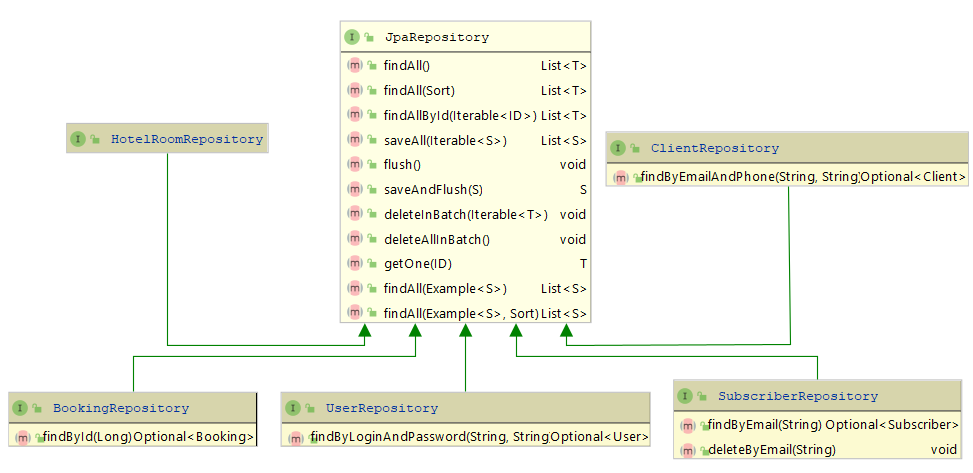 JpaRepository
findAll() List<T>
findAll(Sort) List<T>
findAllById(Iterable<ID>) List<T>
saveAll(Iterable<S>) List<S>
flush() void
saveAndFlush(S) S
deleteInBatch(Iterable<T>) void
deleteAllInBatch() void
getOne(ID) T
findAll(Example<S>) List<S>
findAll(Example<S>, Sort) List<S>
HotelRoomRepository
ClientRepository
findByEmailAndPhone(String, String) Optional<Client>
BookingRepository
findById(Long) Optional<Booking>
UserRepository
findByLoginAndPassword(String, String) Optional<User>
SubscriberRepository
findByEmail(String) Optional<Subscriber>
deleteByEmail(String) void